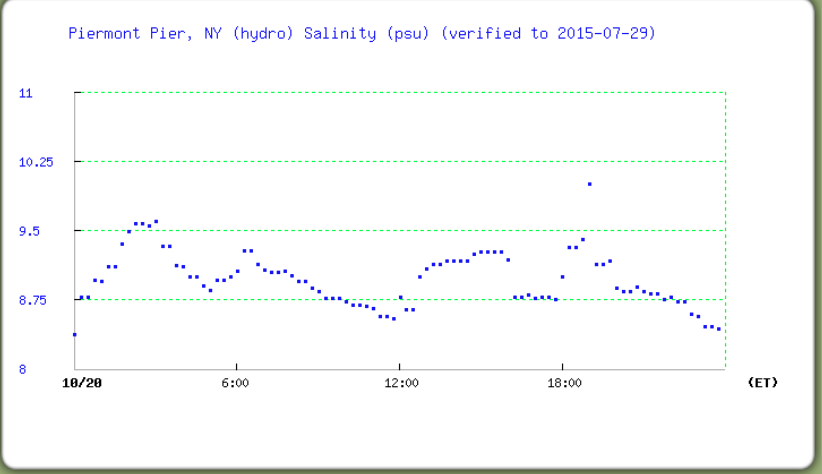 Piermont Pier, NY (hydro) Salinity (psu) (verified to 2015-07-29)
11
10.25
9.5
8.75
8
10/20 6:00 12:00 18:00 (ET)